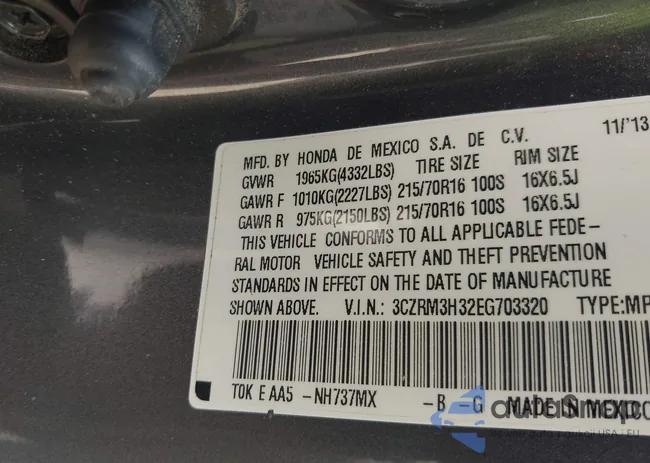 MFD. BY HONDA DE MEXICO S.A. DE C.V. 11/'13
GVWR 1965KG(4332LBS) TIRE SIZE RIM SIZE
GAWR F 1010KG(2227LBS) 215/70R16 100S 16X6.5J
GAWR R 975KG(2150LBS) 215/70R16 100S 16X6.5J
THIS VEHICLE CONFORMS TO ALL APPLICABLE FEDE-
RAL MOTOR VEHICLE SAFETY AND THEFT PREVENTION
STANDARDS IN EFFECT ON THE DATE OF MANUFACTURE
SHOWN ABOVE. V.I.N.: 3CZRM3H32EG703320 TYPE:MP
TOK E AA5 -NH737MX -B -G MADE IN MEXICO